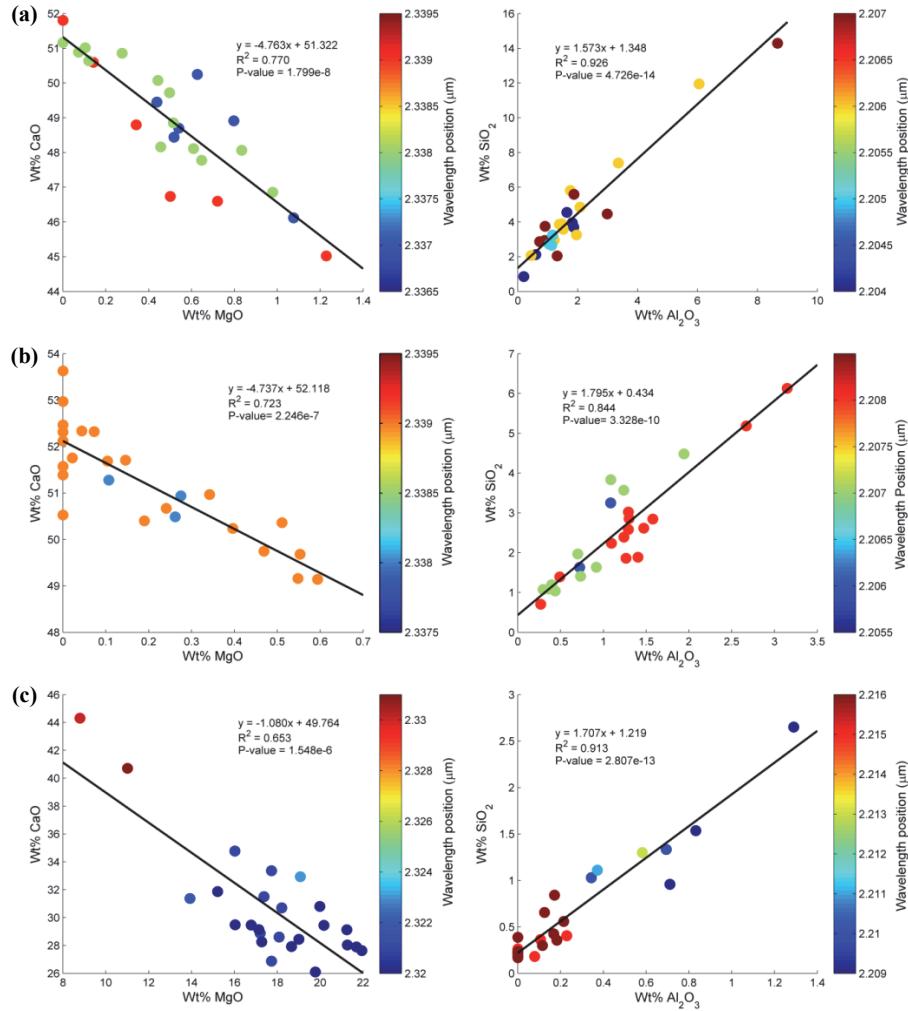 (a)
52
51
50
49
48
47
46
45
44
Wt% CaO
0 0.2 0.4 0.6 0.8 1 1.2 1.4
Wt% MgO
y = -4.763x + 51.322
R² = 0.770
P-value = 1.799e-8
2.3395
2.339
2.3385
2.338
2.3375
2.337
2.3365
Wavelength position (μm)
16
14
12
10
8
6
4
2
0
Wt% SiO₂
0 2 4 6 8 10
Wt% Al₂O₃
y = 1.573x + 1.348
R² = 0.926
P-value = 4.726e-14
2.207
2.2065
2.206
2.2055
2.205
2.2045
2.204
Wavelength position (μm)
(b)
54
53
52
51
50
49
48
Wt% CaO
0 0.1 0.2 0.3 0.4 0.5 0.6 0.7
Wt% MgO
y = -4.737x + 52.118
R² = 0.723
P-value= 2.246e-7
2.3395
2.339
2.3385
2.338
2.3375
Wavelength position (μm)
7
6
5
4
3
2
1
0
Wt% SiO₂
0 0.5 1 1.5 2 2.5 3 3.5
Wt% Al₂O₃
y = 1.795x + 0.434
R² = 0.844
P-value= 3.328e-10
2.208
2.2075
2.207
2.2065
2.206
2.2055
Wavelength Position (μm)
(c)
46
44
42
40
38
36
34
32
30
28
26
Wt% CaO
8 10 12 14 16 18 20 22
Wt% MgO
y = -1.080x + 49.764
R² = 0.653
P-value = 1.548e-6
2.33
2.328
2.326
2.324
2.322
2.32
Wavelength position (μm)
3
2.5
2
1.5
1
0.5
0
Wt% SiO₂
0 0.2 0.4 0.6 0.8 1 1.2 1.4
Wt% Al₂O₃
y = 1.707x + 1.219
R² = 0.913
P-value = 2.807e-13
2.216
2.215
2.214
2.213
2.212
2.211
2.21
2.209
Wavelength position (μm)